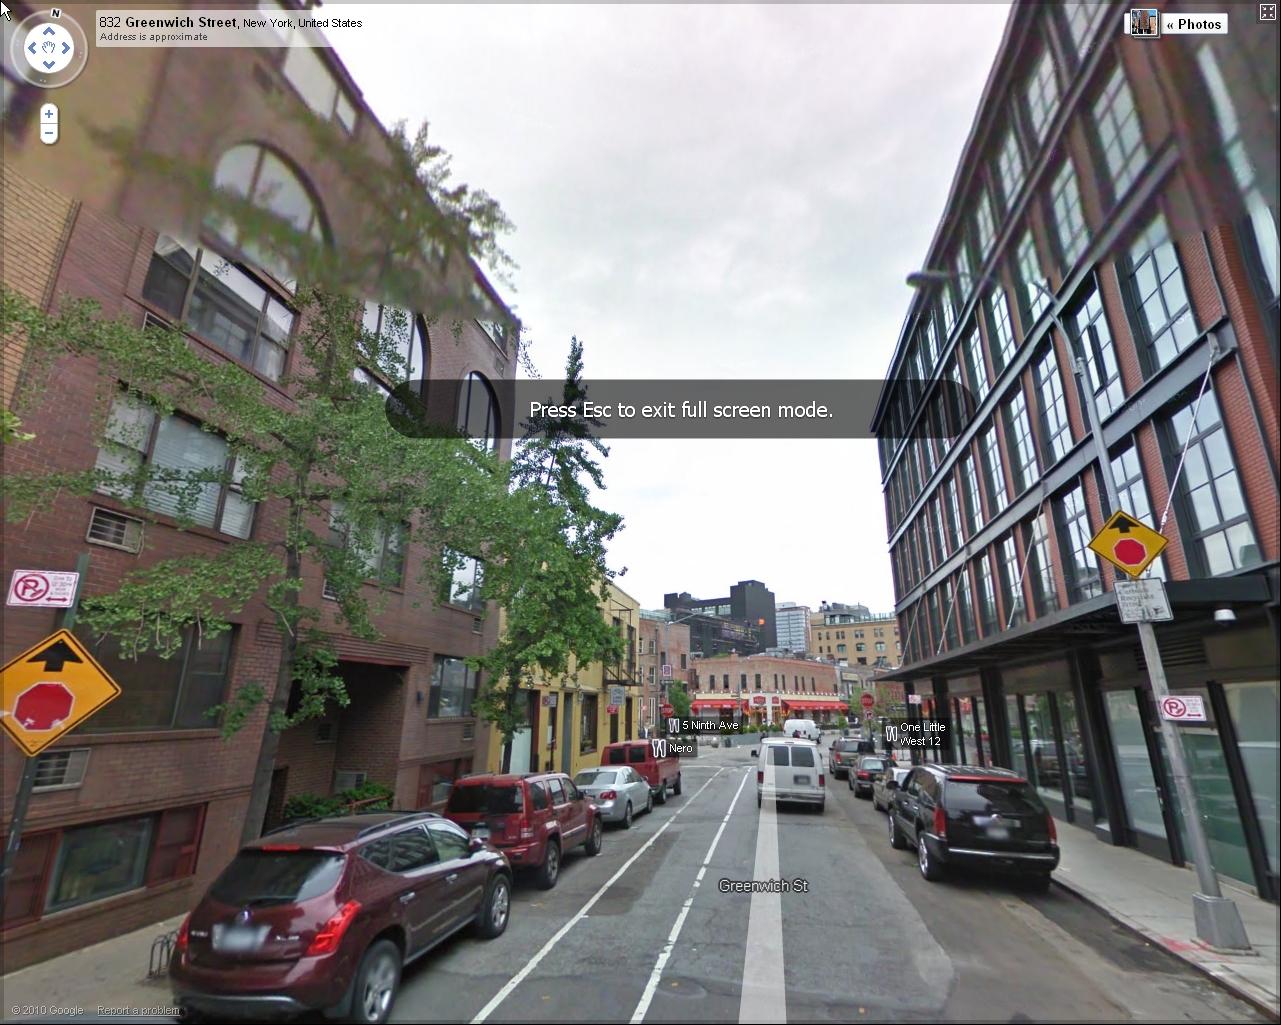 N
832 Greenwich Street, New York, United States
Address is approximate
« Photos
+
−
Press Esc to exit full screen mode.
5 Ninth Ave
Nero
One Little
West 12
Greenwich St
© 2010 Google Report a problem